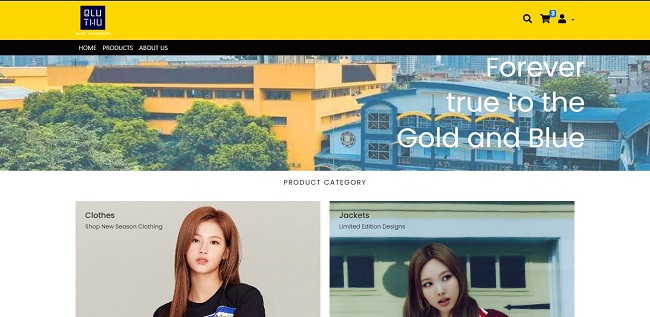 QLU
THU
3
HOME PRODUCTS ABOUT US
Forever
true to the
Gold and Blue
PRODUCT CATEGORY
Clothes
Shop New Season Clothing
Jackets
Limited Edition Designs